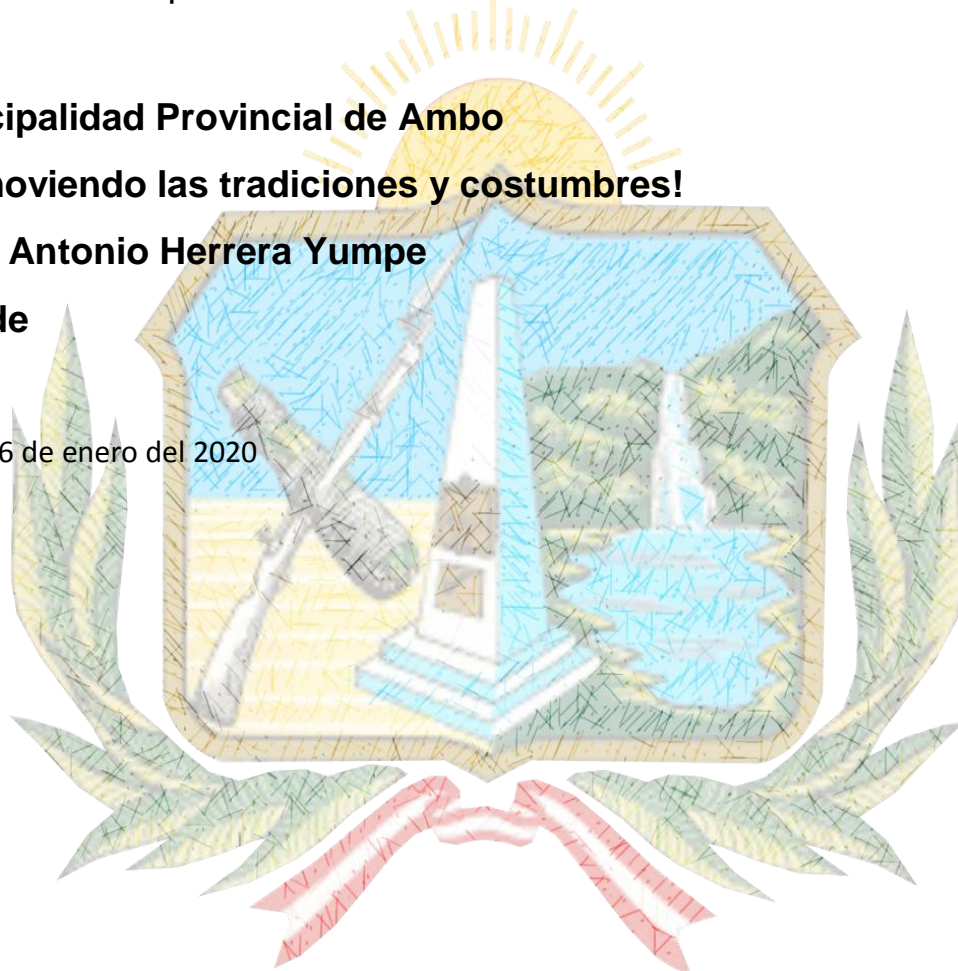 cipalidad Provincial de Ambo
noviendo las tradiciones y costumbres!
Antonio Herrera Yumpe
de
6 de enero del 2020